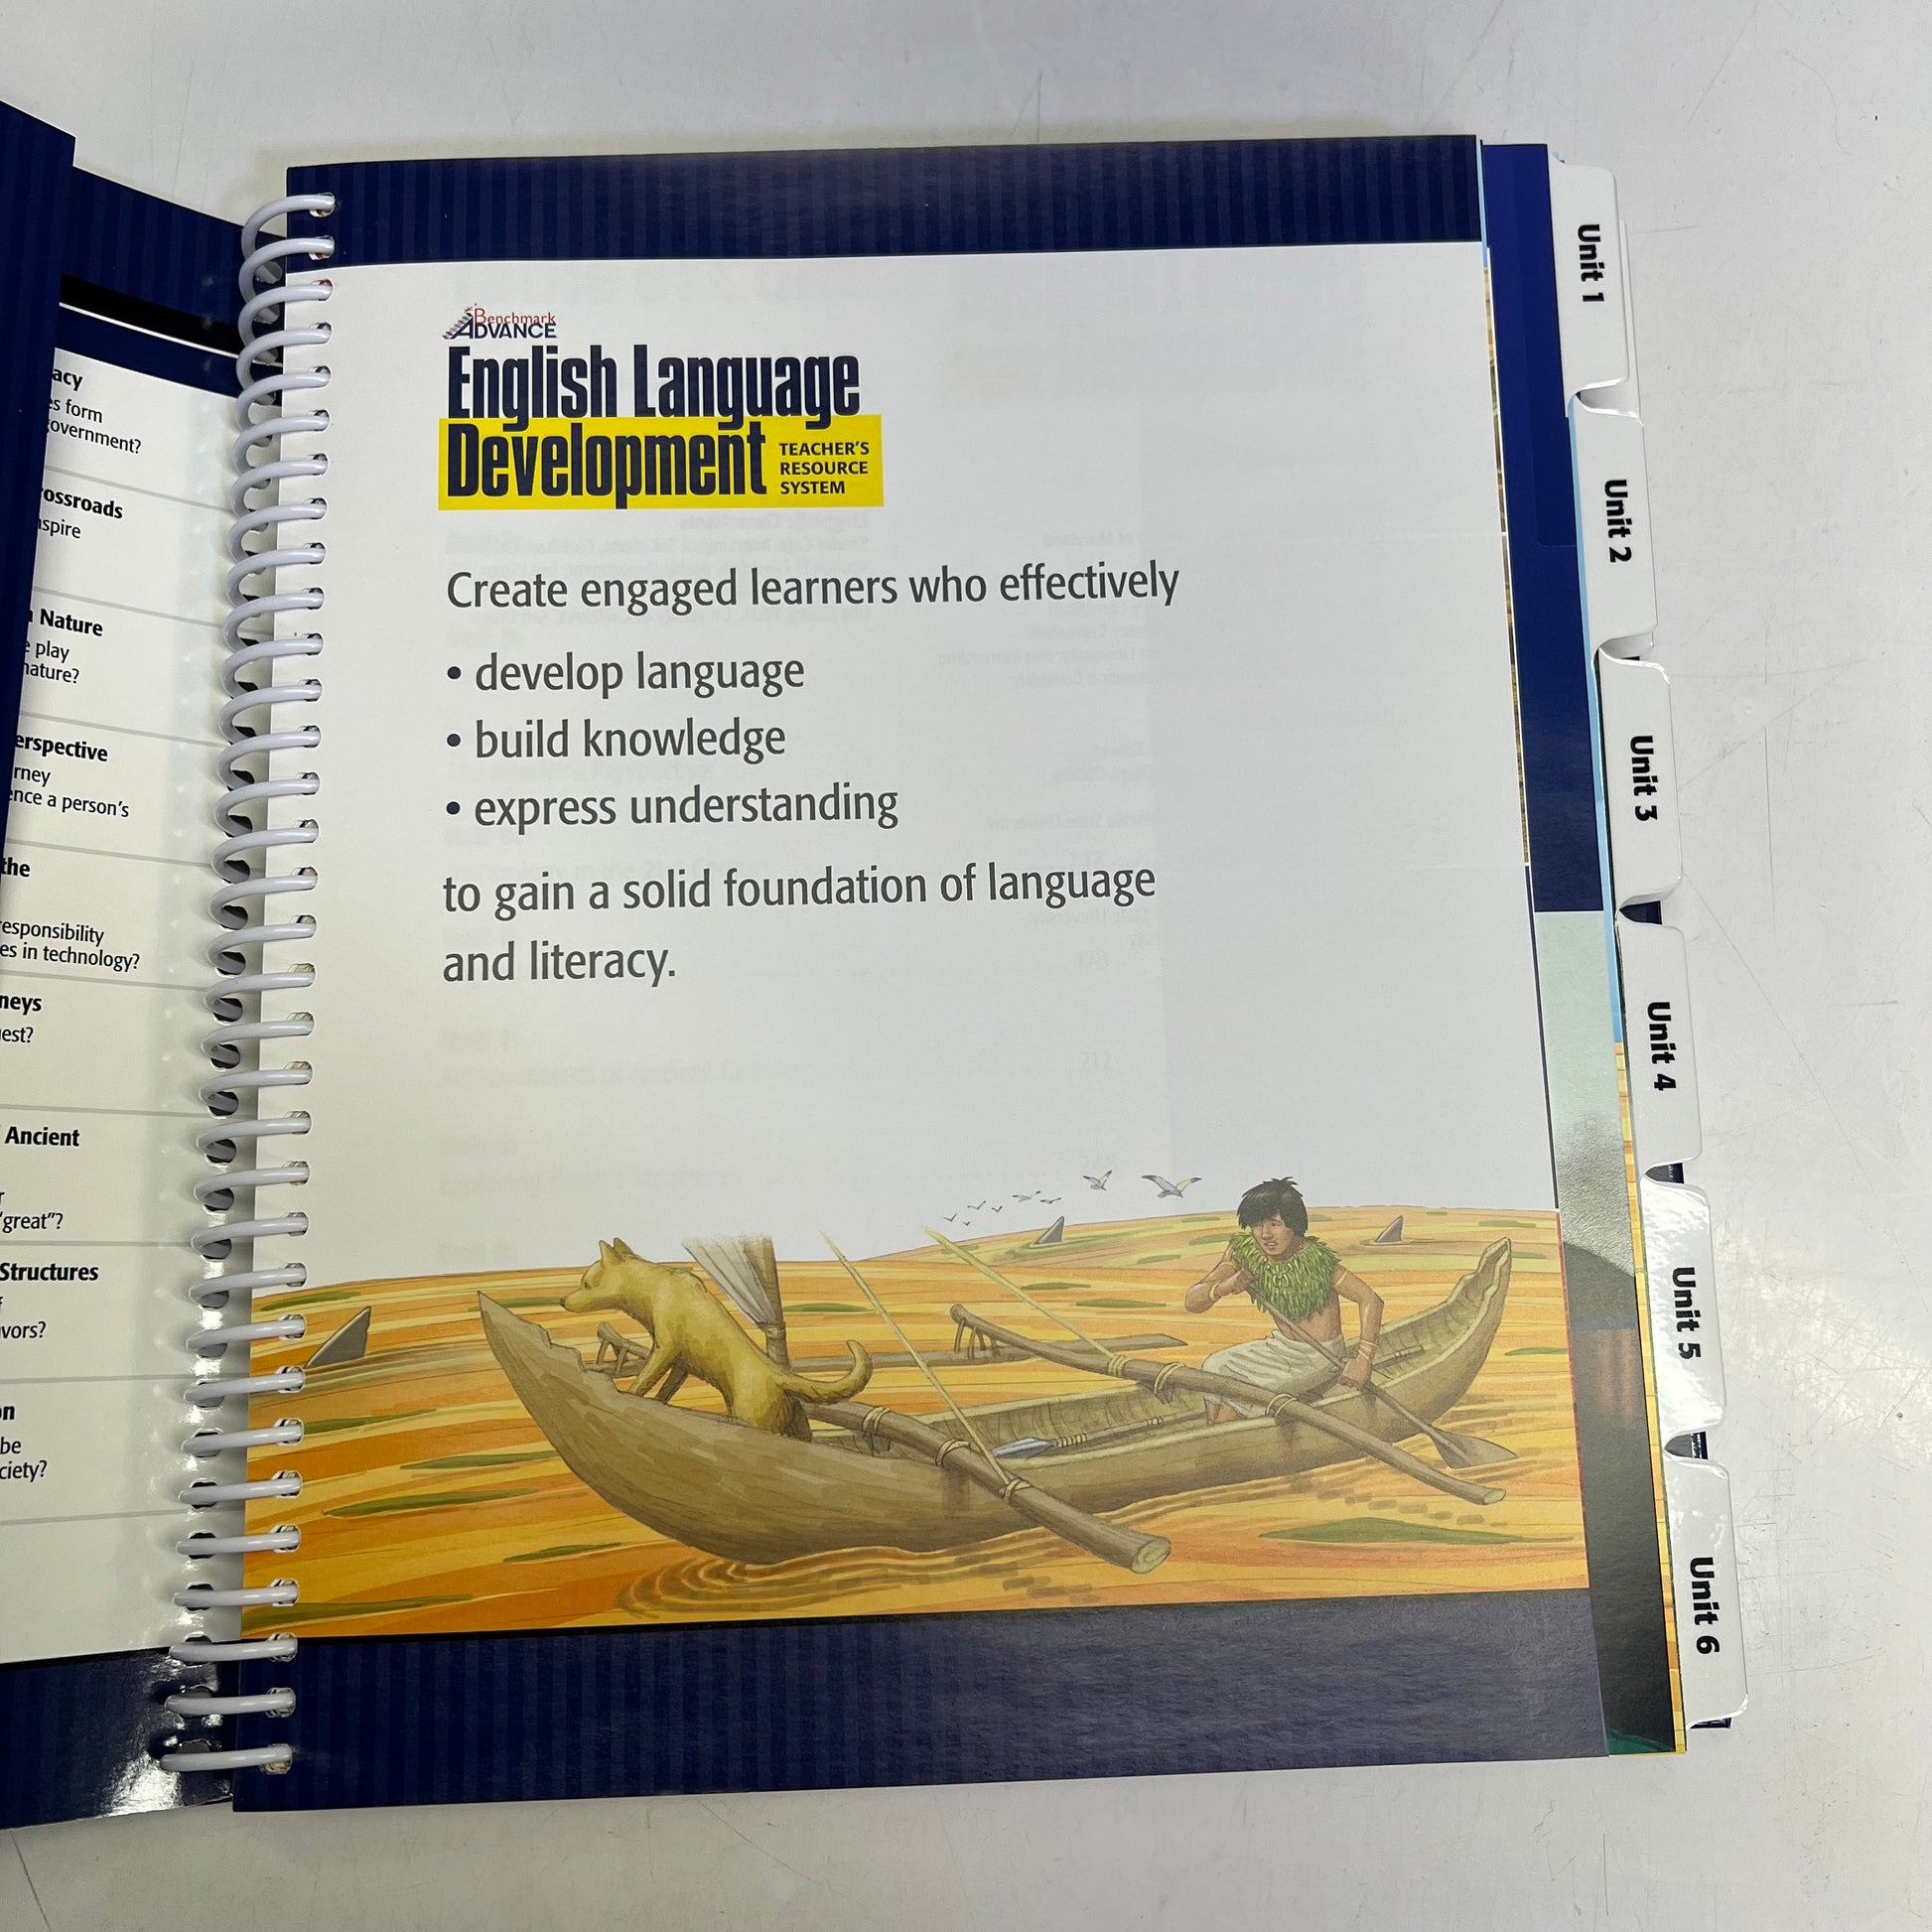 acy
es form
government?
ossroads
nspire
Nature
play
nature?
erspective
rney
ence a person's
the
responsibility
es in technology?
neys
est?
Ancient
"great"?
Structures
vors?
on
be
ciety?
Benchmark
ADVANCE
English Language
Development
TEACHER'S
RESOURCE
SYSTEM
Create engaged learners who effectively
• develop language
• build knowledge
• express understanding
to gain a solid foundation of language
and literacy.
Unit 1
Unit 2
Unit 3
Unit 4
Unit 5
Unit 6